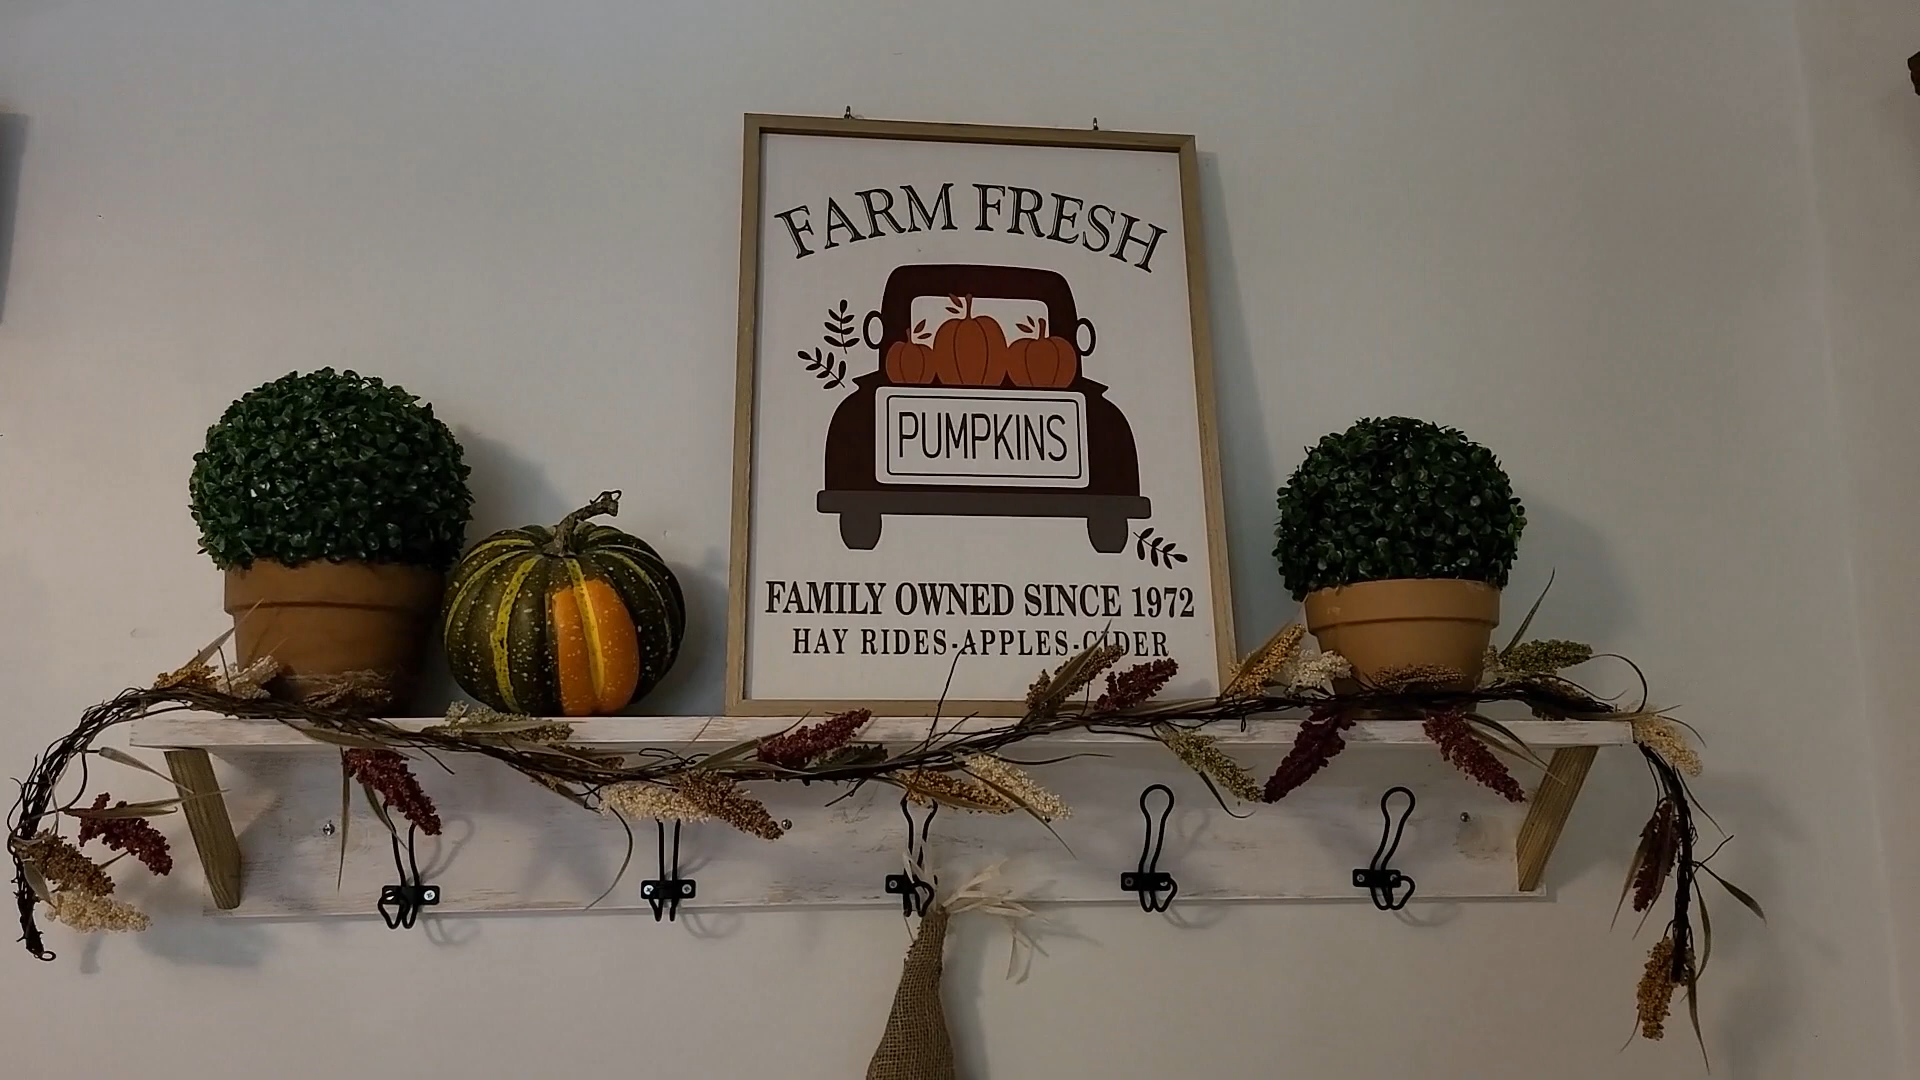 FARM FRESH
PUMPKINS
FAMILY OWNED SINCE 1972
HAY RIDES-APPLES-CIDER